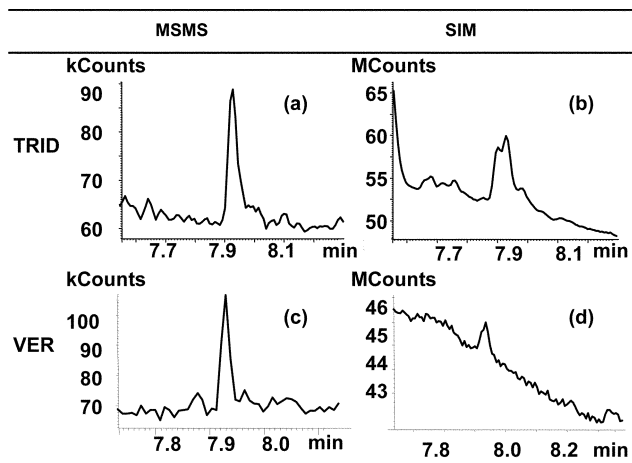 MSMS SIM
kCounts MCounts
TRID
90
80
70
60
(a)
7.7 7.9 8.1 min
65
60
55
50
(b)
7.7 7.9 8.1 min
kCounts MCounts
VER
100
90
80
70
(c)
7.8 7.9 8.0 min
46
45
44
43
(d)
7.8 8.0 8.2 min